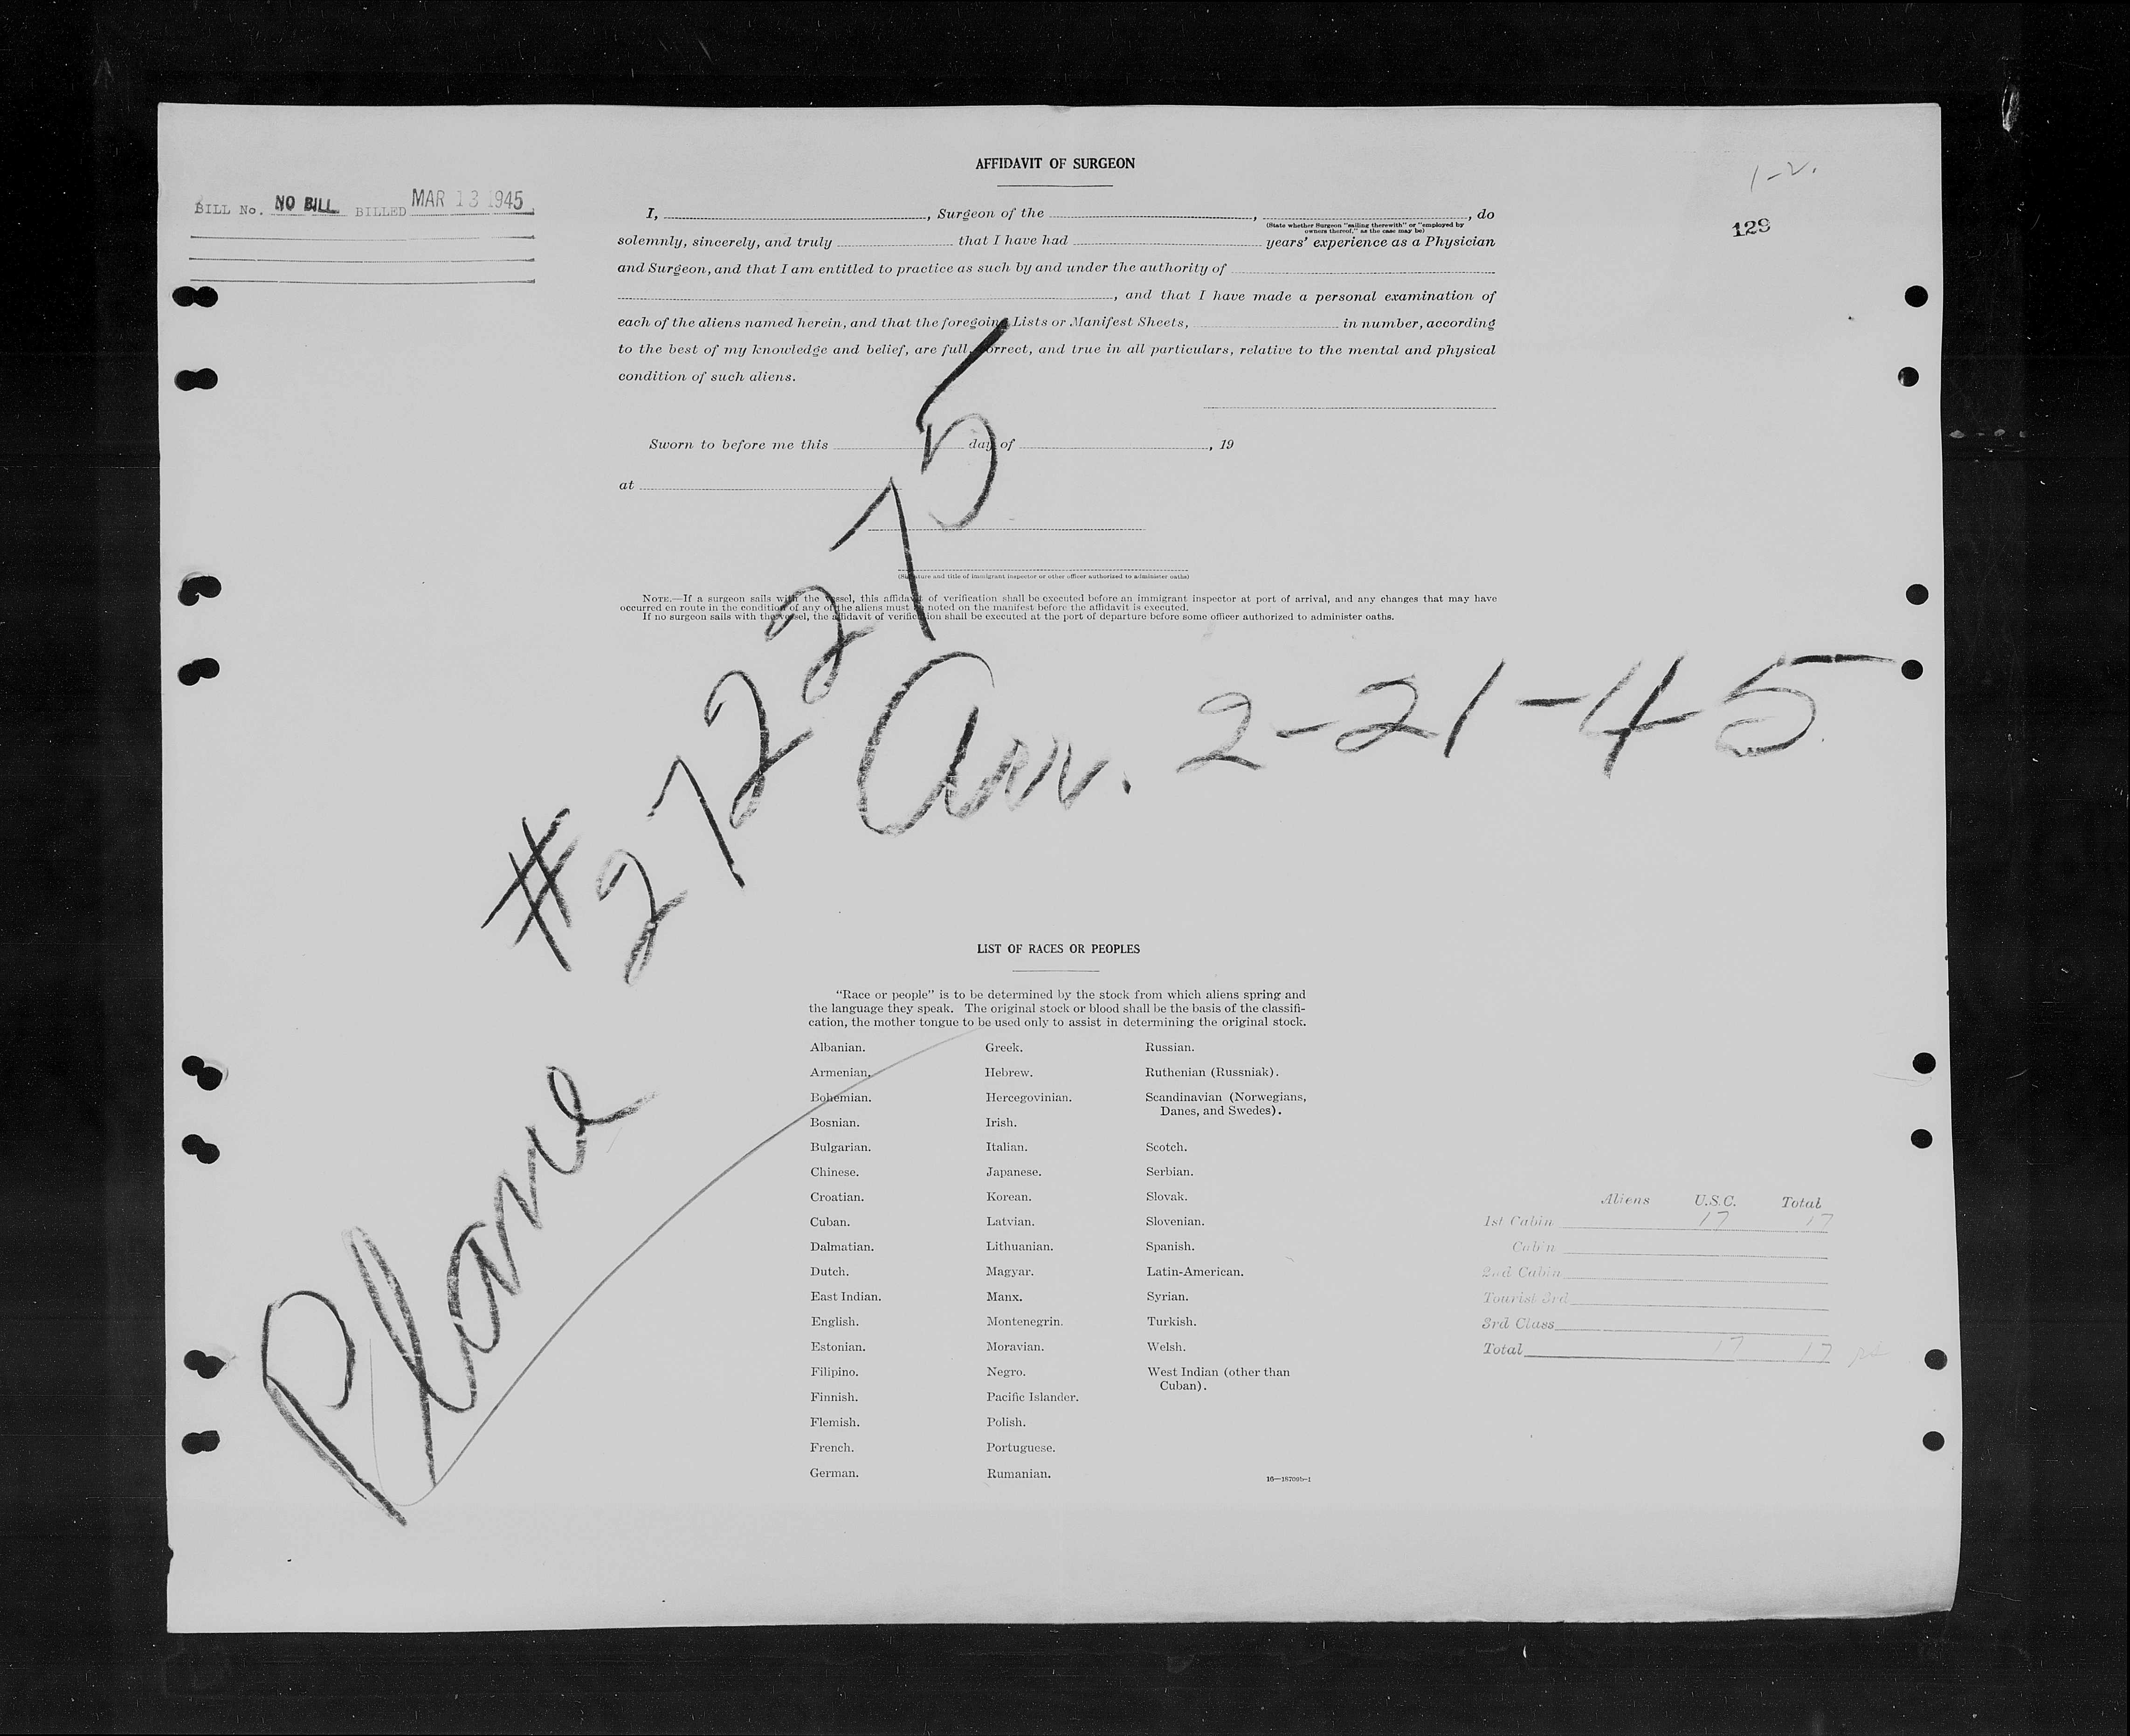 AFFIDAVIT OF SURGEON
1-2.
129
BILL No. NO BILL BILLED MAR 13 1945
I, , Surgeon of the , , do
(State whether Surgeon "sailing therewith" or "employed by
owners thereof," as the case may be)
solemnly, sincerely, and truly that I have had years' experience as a Physician
and Surgeon, and that I am entitled to practice as such by and under the authority of
, and that I have made a personal examination of
each of the aliens named herein, and that the foregoing Lists or Manifest Sheets, in number, according
to the best of my knowledge and belief, are full, correct, and true in all particulars, relative to the mental and physical
condition of such aliens.
Sworn to before me this day of , 19
at
(Signature and title of immigrant inspector or other officer authorized to administer oaths)
NOTE.—If a surgeon sails with the vessel, this affidavit of verification shall be executed before an immigrant inspector at port of arrival, and any changes that may have
occurred en route in the condition of any of the aliens must be noted on the manifest before the affidavit is executed.
If no surgeon sails with the vessel, the affidavit of verification shall be executed at the port of departure before some officer authorized to administer oaths.
Plane # 272275
Arr. 2-21-45
LIST OF RACES OR PEOPLES
"Race or people" is to be determined by the stock from which aliens spring and
the language they speak. The original stock or blood shall be the basis of the classifi-
cation, the mother tongue to be used only to assist in determining the original stock.
Albanian. Greek. Russian.
Armenian. Hebrew. Ruthenian (Russniak).
Bohemian. Hercegovinian. Scandinavian (Norwegians,
Danes, and Swedes).
Bosnian. Irish.
Bulgarian. Italian. Scotch.
Chinese. Japanese. Serbian.
Croatian. Korean. Slovak.
Cuban. Latvian. Slovenian.
Dalmatian. Lithuanian. Spanish.
Dutch. Magyar. Latin-American.
East Indian. Manx. Syrian.
English. Montenegrin. Turkish.
Estonian. Moravian. Welsh.
Filipino. Negro. West Indian (other than
Cuban).
Finnish. Pacific Islander.
Flemish. Polish.
French. Portuguese.
German. Rumanian.
Aliens U.S.C. Total
1st Cabin 17 17
Cabin
2nd Cabin
Tourist 3rd
3rd Class
Total 17 17